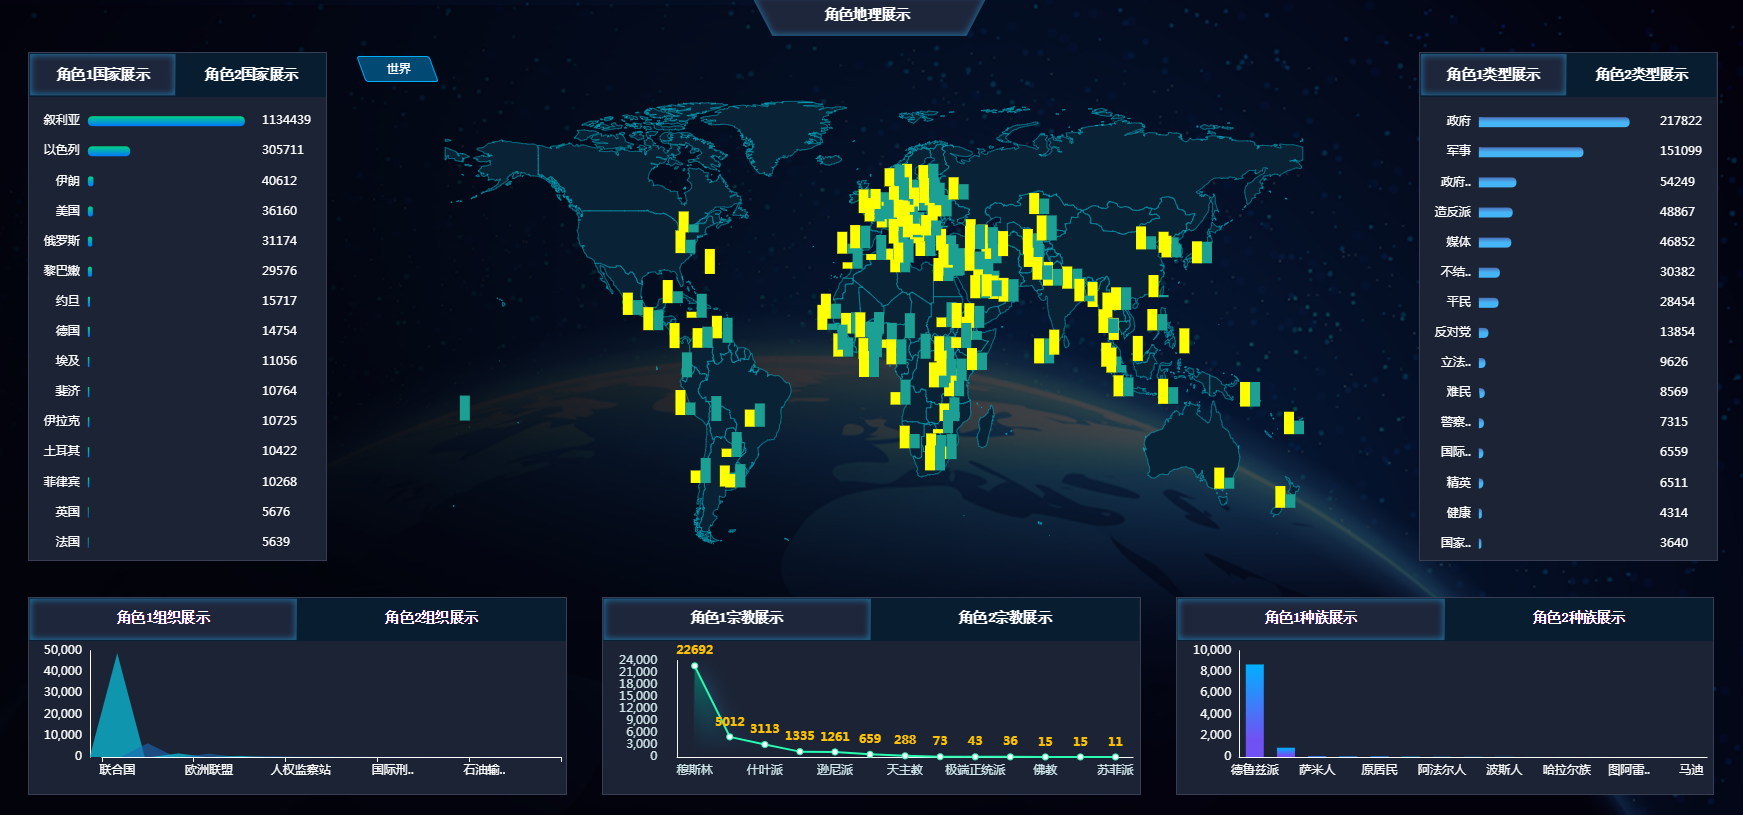 角色地理展示
角色1国家展示 角色2国家展示
叙利亚 1134439
以色列 305711
伊朗 40612
美国 36160
俄罗斯 31174
黎巴嫩 29576
约旦 15717
德国 14754
埃及 11056
斐济 10764
伊拉克 10725
土耳其 10422
菲律宾 10268
英国 5676
法国 5639
世界
角色1类型展示 角色2类型展示
政府 217822
军事 151099
政府.. 54249
造反派 48867
媒体 46852
不结.. 30382
平民 28454
反对党 13854
立法.. 9626
难民 8569
警察.. 7315
国际.. 6559
精英 6511
健康 4314
国家.. 3640
角色1组织展示 角色2组织展示
50,000
40,000
30,000
20,000
10,000
0
联合国 欧洲联盟 人权监察站 国际刑.. 石油输..
角色1宗教展示 角色2宗教展示
24,000
21,000
18,000
15,000
12,000
9,000
6,000
3,000
0
22692 5012 3113 1335 1261 659 288 73 43 36 15 15 11
穆斯林 什叶派 逊尼派 天主教 极端正统派 佛教 苏菲派
角色1种族展示 角色2种族展示
10,000
8,000
6,000
4,000
2,000
0
德鲁兹派 萨米人 原居民 阿法尔人 波斯人 哈拉尔族 图阿雷.. 马迪